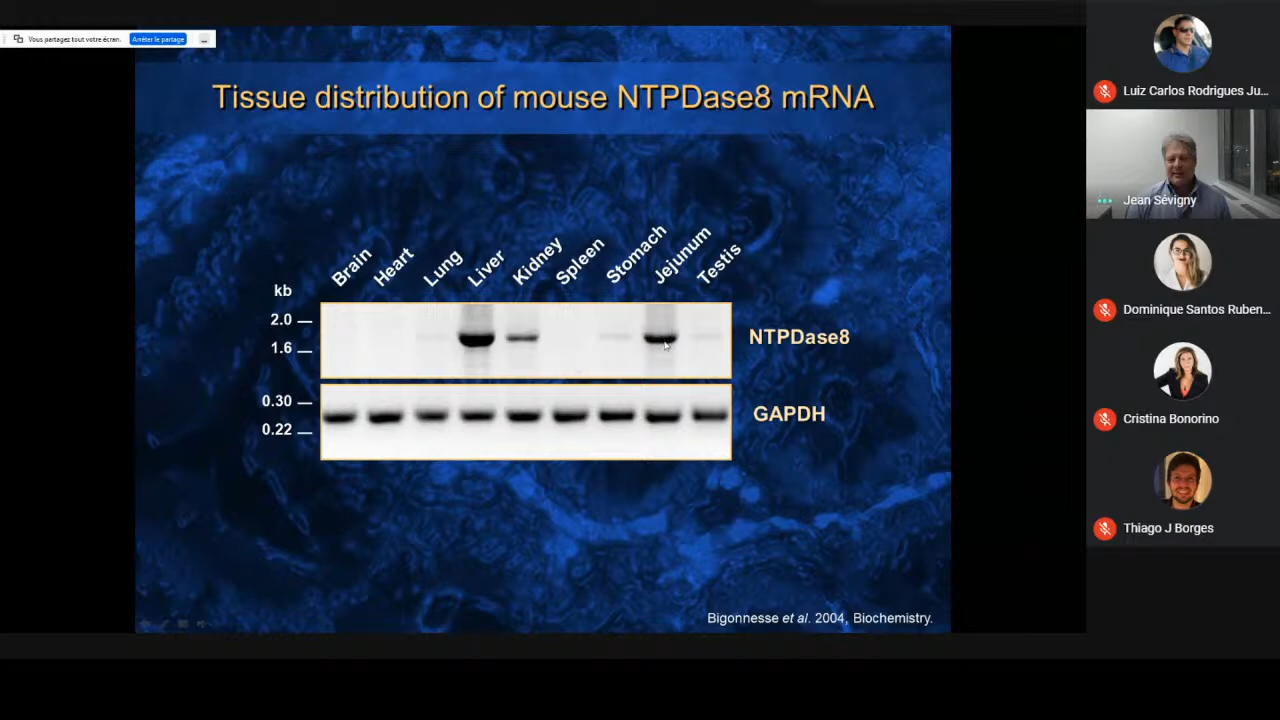 Vous partagez tout votre écran.
Arrêter le partage
...
Tissue distribution of mouse NTPDase8 mRNA
Brain
Heart
Lung
Liver
Kidney
Spleen
Stomach
Jejunum
Testis
kb
2.0
1.6
NTPDase8
0.30
0.22
GAPDH
Bigonnesse et al. 2004, Biochemistry.
Luiz Carlos Rodrigues Ju...
Jean Sévigny
Dominique Santos Ruben...
Cristina Bonorino
Thiago J Borges